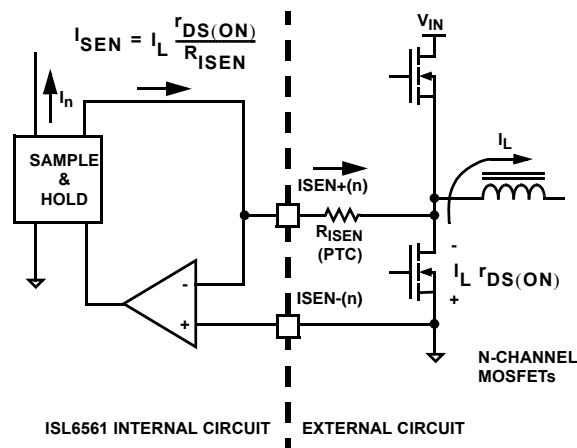 I_SEN = I_L r_DS(ON) / R_ISEN
V_IN
I_n
I_L
SAMPLE
&
HOLD
ISEN+(n)
R_ISEN
(PTC)
-
I_L r_DS(ON)
+
-
+
ISEN-(n)
N-CHANNEL
MOSFETs
ISL6561 INTERNAL CIRCUIT
EXTERNAL CIRCUIT